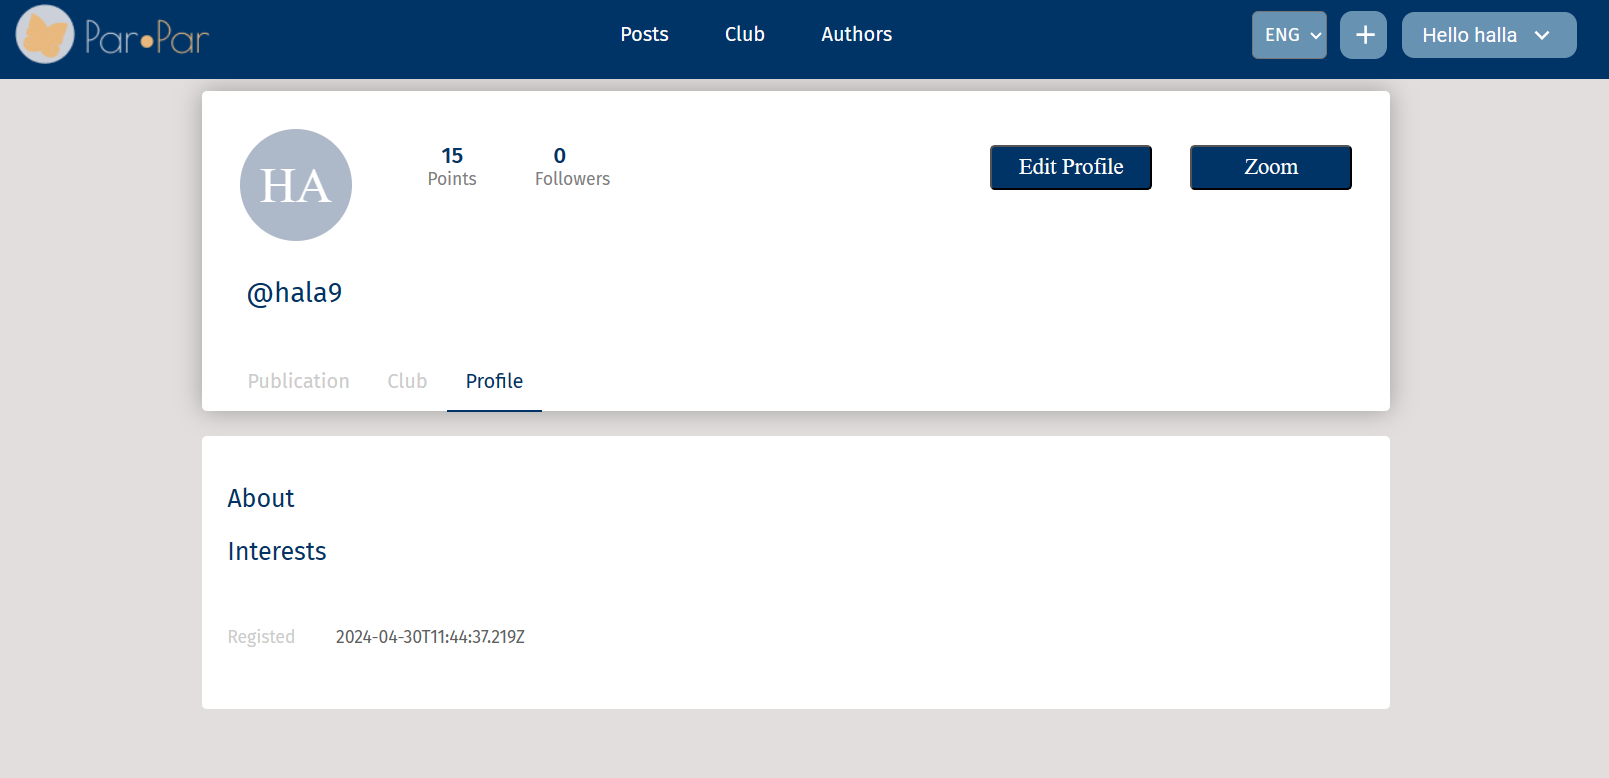 Par•Par
Posts Club Authors
ENG
+
Hello halla
HA
15
Points
0
Followers
Edit Profile
Zoom
@hala9
Publication Club Profile
About
Interests
Registed 2024-04-30T11:44:37.219Z